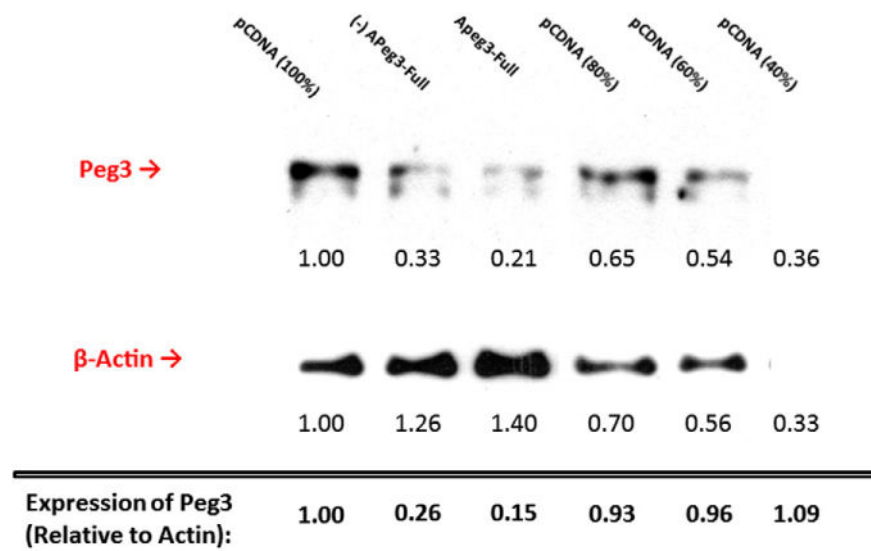 pCDNA (100%) (-) APeg3-Full Apeg3-Full pCDNA (80%) pCDNA (60%) pCDNA (40%)
Peg3 →
1.00 0.33 0.21 0.65 0.54 0.36
β-Actin →
1.00 1.26 1.40 0.70 0.56 0.33
Expression of Peg3
(Relative to Actin): 1.00 0.26 0.15 0.93 0.96 1.09